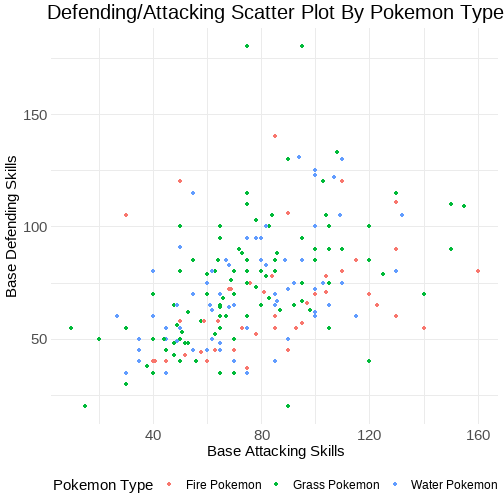 Defending/Attacking Scatter Plot By Pokemon Type
150
100
50
Base Defending Skills
40 80 120 160
Base Attacking Skills
Pokemon Type Fire Pokemon Grass Pokemon Water Pokemon